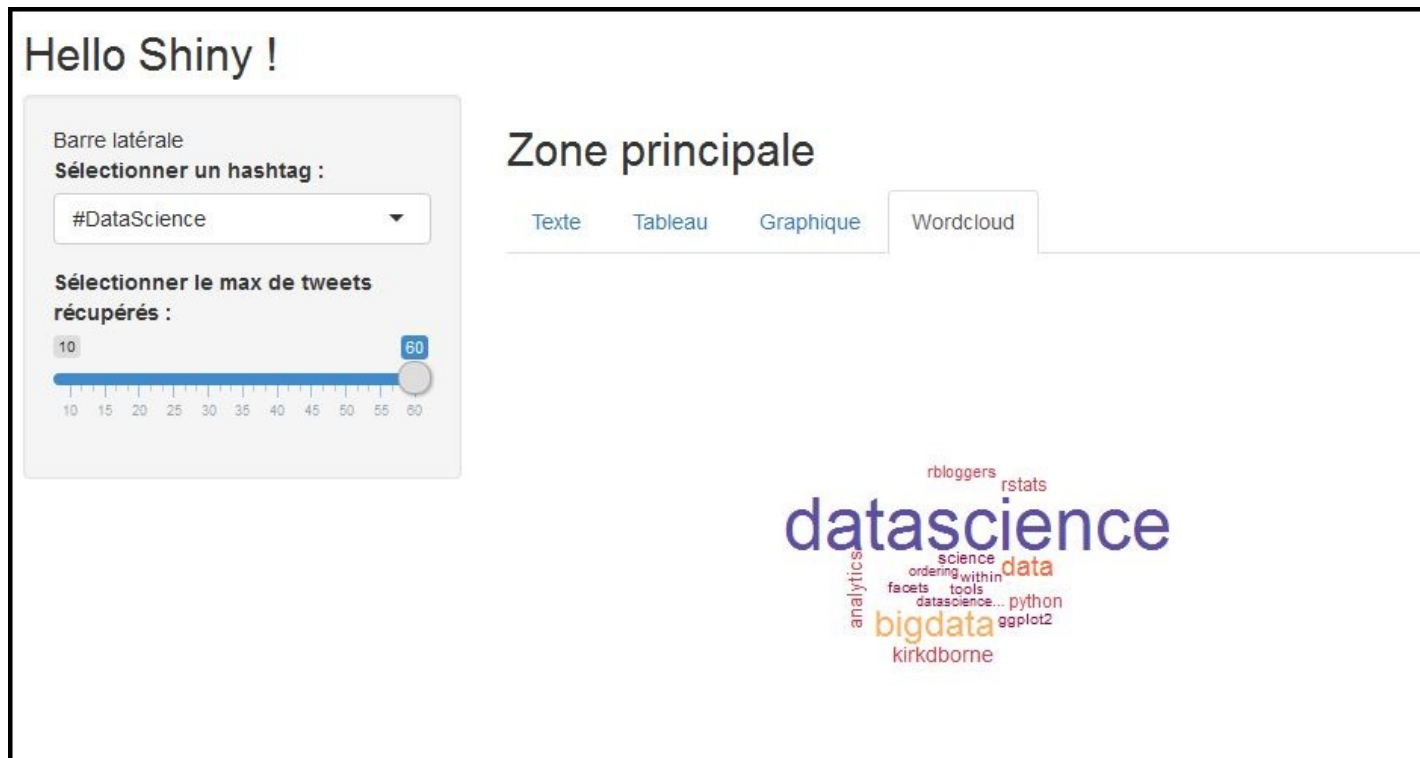 Hello Shiny !
Barre latérale
Sélectionner un hashtag :
#DataScience
Sélectionner le max de tweets
récupérés :
10 60
10 15 20 25 30 35 40 45 50 55 60
Zone principale
Texte Tableau Graphique Wordcloud
rbloggers
rstats
datascience
analytics
science
ordering
within
data
facets
tools
datascience...
python
bigdata
ggplot2
kirkdborne